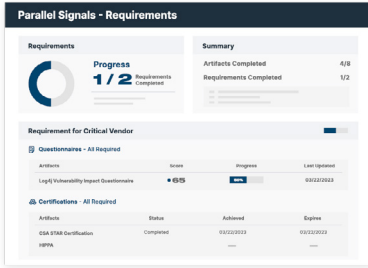 Parallel Signals - Requirements
Requirements
Progress
1/2 Requirements Completed
Summary
Artifacts Completed 4/8
Requirements Completed 1/2
Requirement for Critical Vendor
Questionnaires - All Required
Artifacts Score Progress Last Updated
Log4j Vulnerability Impact Questionnaire 65 50% 03/22/2023
Certifications - All Required
Artifacts Status Achieved Expires
CSA STAR Certification Completed 03/22/2023 03/23/2023
HIPPA — —